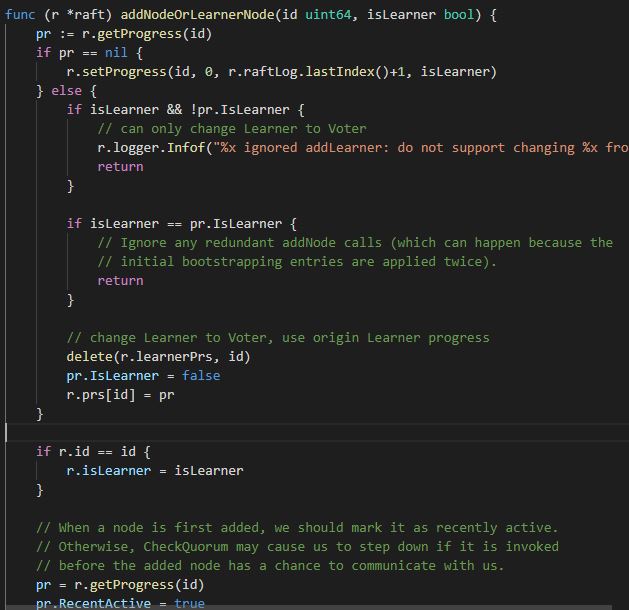 func (r *raft) addNodeOrLearnerNode(id uint64, isLearner bool) {
    pr := r.getProgress(id)
    if pr == nil {
        r.setProgress(id, 0, r.raftLog.lastIndex()+1, isLearner)
    } else {
        if isLearner && !pr.IsLearner {
            // can only change Learner to Voter
            r.logger.Infof("%x ignored addLearner: do not support changing %x fro
            return
        }

        if isLearner == pr.IsLearner {
            // Ignore any redundant addNode calls (which can happen because the
            // initial bootstrapping entries are applied twice).
            return
        }

        // change Learner to Voter, use origin Learner progress
        delete(r.learnerPrs, id)
        pr.IsLearner = false
        r.prs[id] = pr
    }

    if r.id == id {
        r.isLearner = isLearner
    }

    // When a node is first added, we should mark it as recently active.
    // Otherwise, CheckQuorum may cause us to step down if it is invoked
    // before the added node has a chance to communicate with us.
    pr = r.getProgress(id)
    pr.RecentActive = true